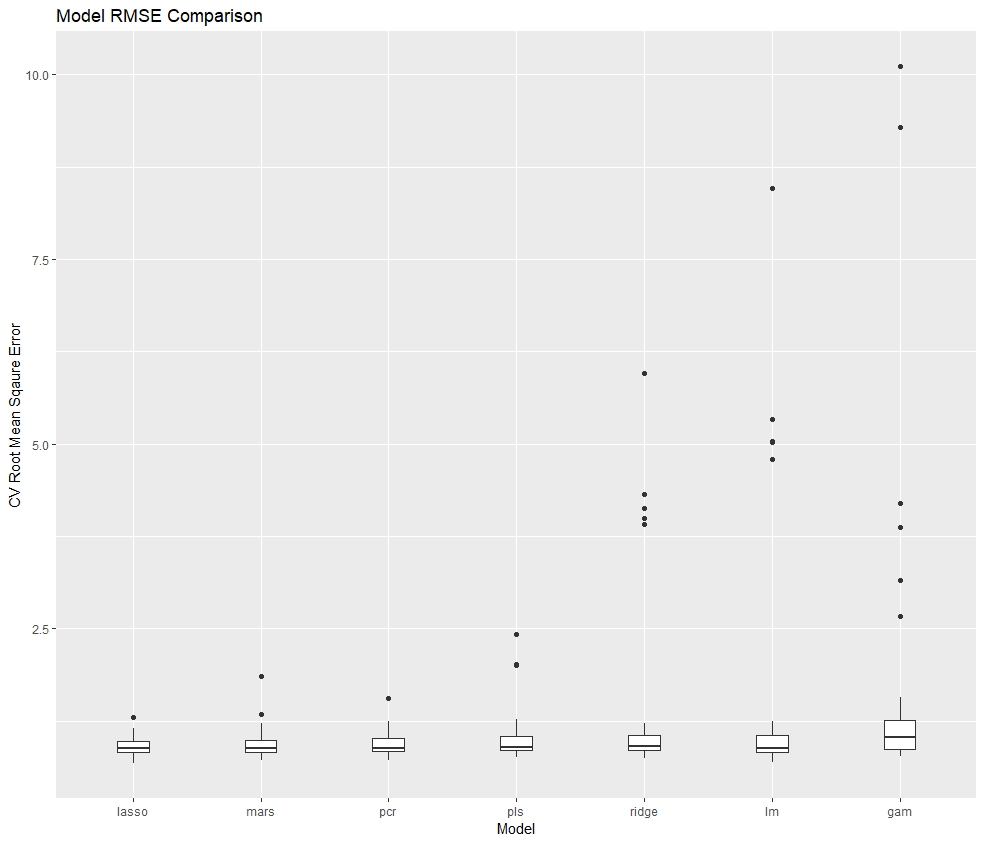 Model RMSE Comparison
10.0
7.5
5.0
2.5
CV Root Mean Sqaure Error
lasso mars pcr pls ridge lm gam
Model